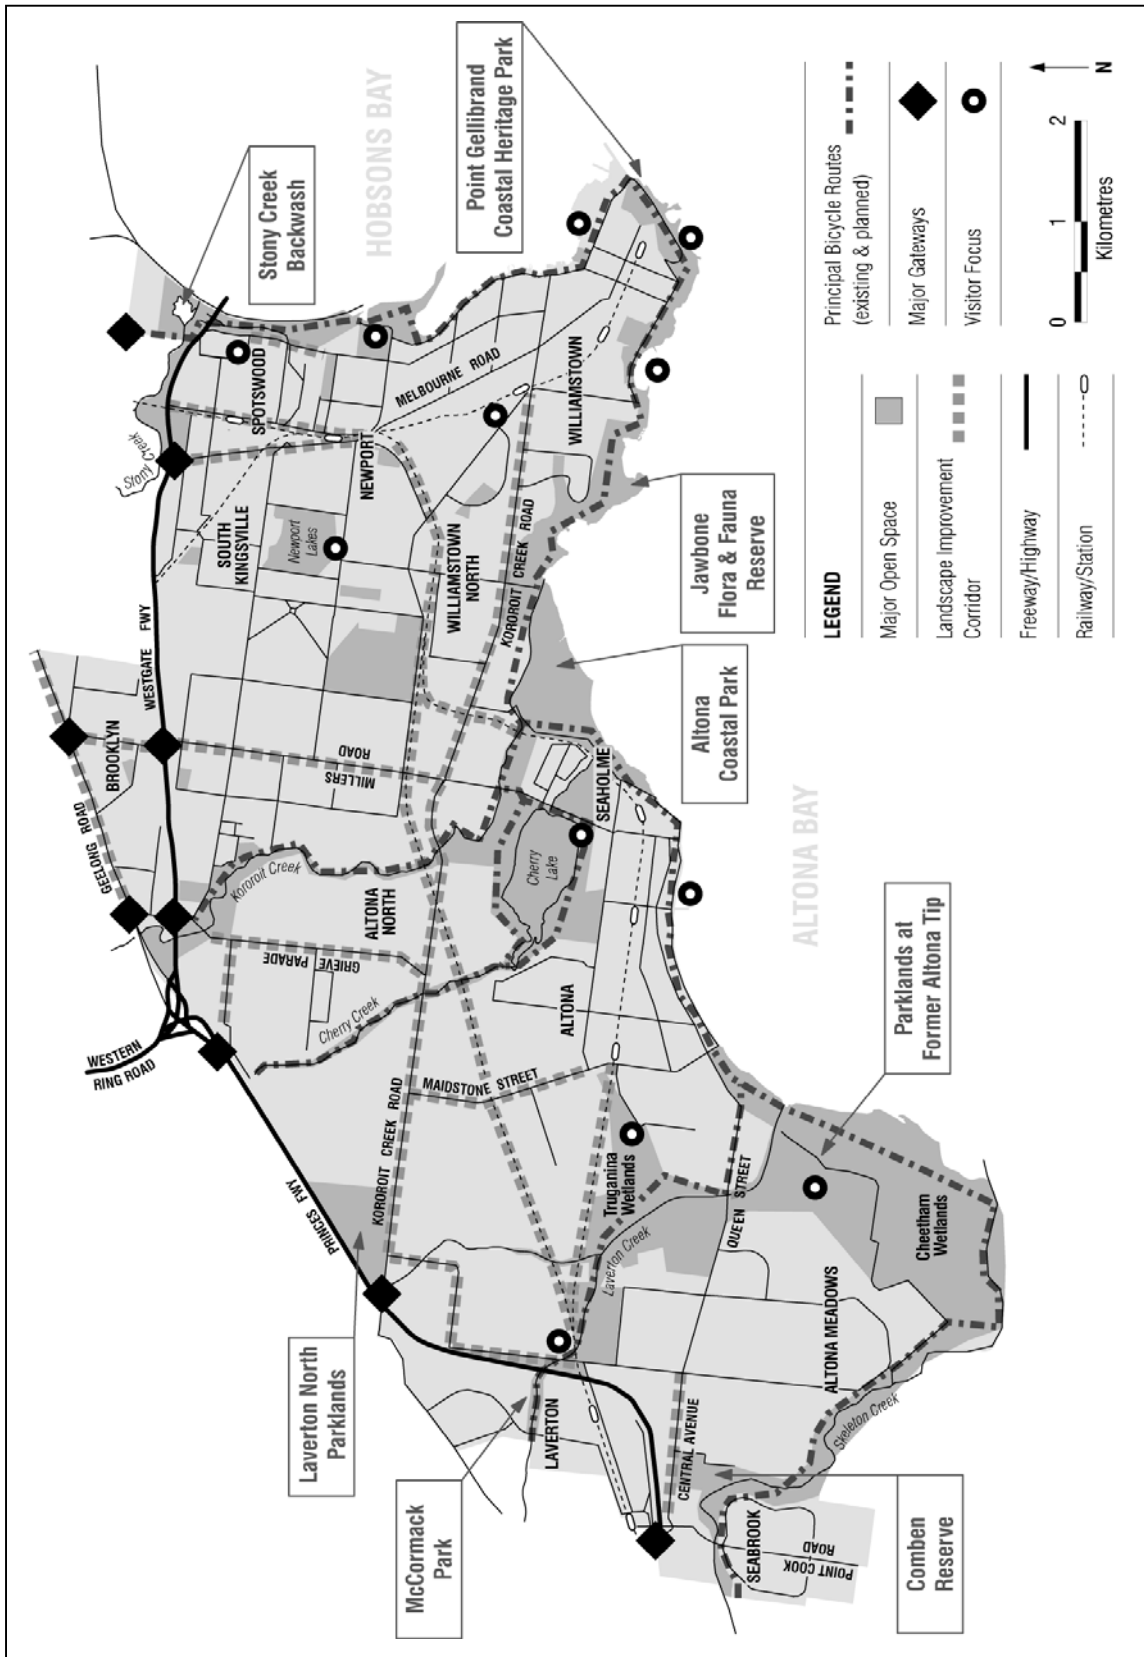 HOBSONS BAY
Stony Creek
Backwash
Point Gellibrand
Coastal Heritage Park
Stony Creek
SPOTSWOOD
MELBOURNE ROAD
NEWPORT
WILLIAMSTOWN
SOUTH
KINGSVILLE
Newport
Lakes
WILLIAMSTOWN
NORTH
KOROROIT CREEK ROAD
Jawbone
Flora & Fauna
Reserve
WESTGATE FWY
BROOKLYN
GEELONG ROAD
MILLERS
ROAD
SEAHOLME
Altona
Coastal Park
Kororoit Creek
ALTONA
NORTH
Cherry
Lake
ALTONA BAY
GRIEVE PARADE
Cherry Creek
ALTONA
WESTERN
RING ROAD
MAIDSTONE STREET
KOROROIT CREEK ROAD
PRINCES FWY
Truganina
Wetlands
QUEEN STREET
Parklands at
Former Altona Tip
Laverton Creek
Cheetham
Wetlands
ALTONA MEADOWS
Laverton North
Parklands
McCormack
Park
LAVERTON
CENTRAL AVENUE
Skeleton Creek
SEABROOK
POINT COOK
ROAD
Comben
Reserve
LEGEND
Major Open Space
Landscape Improvement
Corridor
Freeway/Highway
Railway/Station
Principal Bicycle Routes
(existing & planned)
Major Gateways
Visitor Focus
0 1 2
Kilometres
N